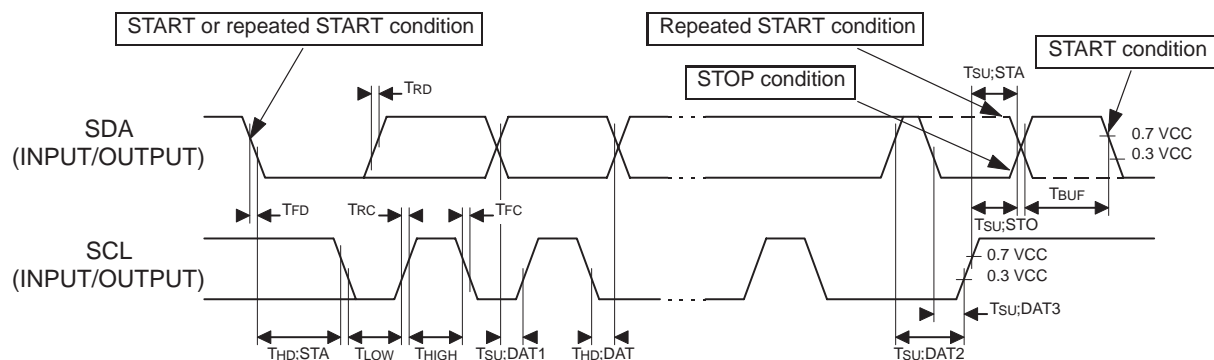 START or repeated START condition
Repeated START condition
START condition
STOP condition
TSU;STA
TRD
SDA
(INPUT/OUTPUT)
0.7 VCC
0.3 VCC
TFD
TRC
TFC
TBUF
TSU;STO
SCL
(INPUT/OUTPUT)
0.7 VCC
0.3 VCC
TSU;DAT3
THD;STA
TLOW
THIGH
TSU;DAT1
THD;DAT
TSU;DAT2